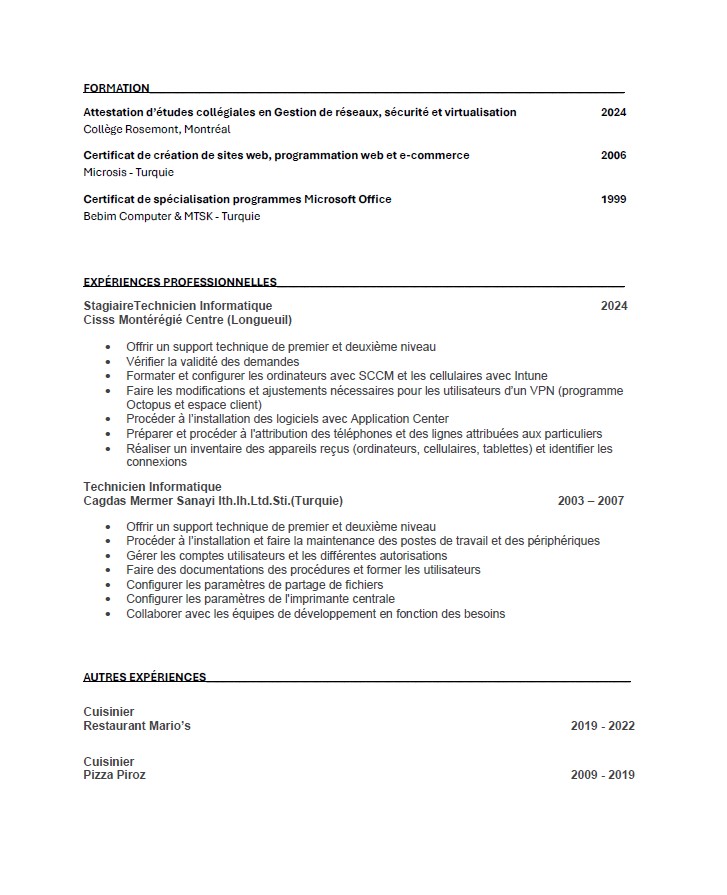 FORMATION
Attestation d'études collégiales en Gestion de réseaux, sécurité et virtualisation 2024
Collège Rosemont, Montréal
Certificat de création de sites web, programmation web et e-commerce 2006
Microsis - Turquie
Certificat de spécialisation programmes Microsoft Office 1999
Bebim Computer & MTSK - Turquie
EXPÉRIENCES PROFESSIONNELLES
StagiaireTechnicien Informatique 2024
Cisss Montérégié Centre (Longueuil)
• Offrir un support technique de premier et deuxième niveau
• Vérifier la validité des demandes
• Formater et configurer les ordinateurs avec SCCM et les cellulaires avec Intune
• Faire les modifications et ajustements nécessaires pour les utilisateurs d'un VPN (programme
Octopus et espace client)
• Procéder à l'installation des logiciels avec Application Center
• Préparer et procéder à l'attribution des téléphones et des lignes attribuées aux particuliers
• Réaliser un inventaire des appareils reçus (ordinateurs, cellulaires, tablettes) et identifier les
connexions
Technicien Informatique
Cagdas Mermer Sanayi Ith.Ih.Ltd.Sti.(Turquie) 2003 – 2007
• Offrir un support technique de premier et deuxième niveau
• Procéder à l'installation et faire la maintenance des postes de travail et des périphériques
• Gérer les comptes utilisateurs et les différentes autorisations
• Faire des documentations des procédures et former les utilisateurs
• Configurer les paramètres de partage de fichiers
• Configurer les paramètres de l'imprimante centrale
• Collaborer avec les équipes de développement en fonction des besoins
AUTRES EXPÉRIENCES
Cuisinier
Restaurant Mario's 2019 - 2022
Cuisinier
Pizza Piroz 2009 - 2019